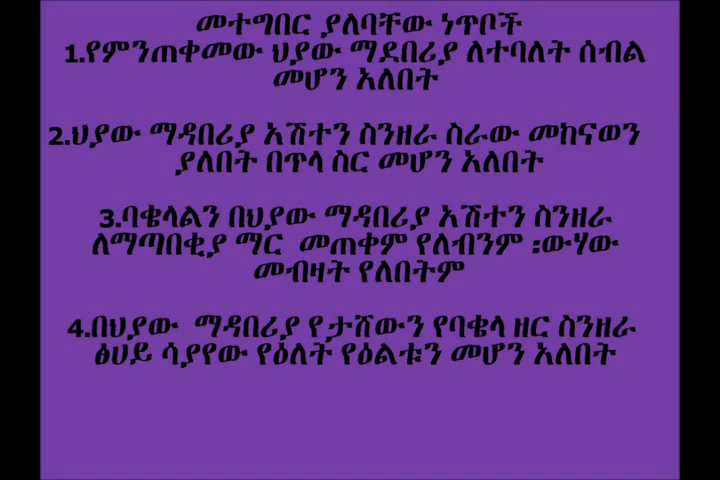 መተግበር ያለባቸው ነጥቦች
1.የምንጠቀመው ህያው ማደበሪያ ለተባለት ሰብል
መሆን አለበት
2.ህያው ማዳበሪያ አሽተን ስንዘራ ስራው መከናወን
ያለበት በጥላ ስር መሆን አለበት
3.ባቄላልን በህያው ማዳበሪያ አሽተን ስንዘራ
ለማጣበቂያ ማር መጠቀም የለብንም ፡ውሃው
መብዛት የለበትም
4.በህያው ማዳበሪያ የታሸውን የባቄላ ዘር ስንዘራ
ፅሀይ ሳያየው የዕለት የዕልቱን መሆን አለበት